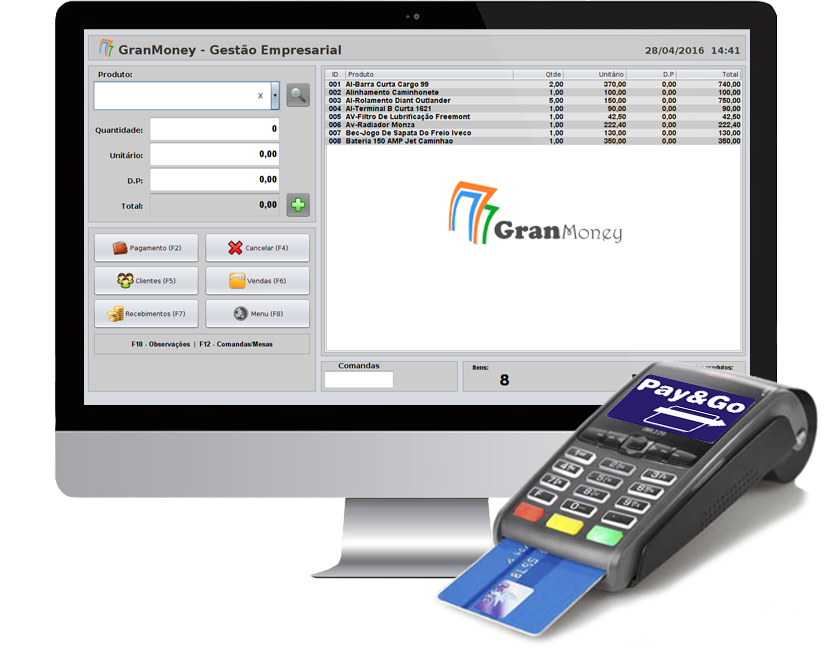 GranMoney - Gestão Empresarial
28/04/2016 14:41
Produto:
x
Quantidade: 0
Unitário: 0,00
D.P: 0,00
Total: 0,00
Pagamento (F2)
Cancelar (F4)
Clientes (F5)
Vendas (F6)
Recebimentos (F7)
Menu (F8)
F10 - Observações | F12 - Comandas/Mesas
ID Produto Qtde Unitário D.P Total
001 Al-Barra Curta Cargo 99 2,00 370,00 0,00 740,00
002 Alinhamento Caminhonete 1,00 100,00 0,00 100,00
003 Al-Rolamento Diant Outlander 5,00 150,00 0,00 750,00
004 Al-Terminal B Curta 1621 1,00 90,00 0,00 90,00
005 AV-Filtro De Lubrificação Freemont 1,00 42,50 0,00 42,50
006 Av-Radiador Monza 1,00 222,40 0,00 222,40
007 Bec-Jogo De Sapata Do Freio Iveco 1,00 130,00 0,00 130,00
008 Bateria 150 AMP Jet Caminhao 1,00 350,00 0,00 350,00
GranMoney
Comandas
Itens:
8
produtos:
Pay&Go